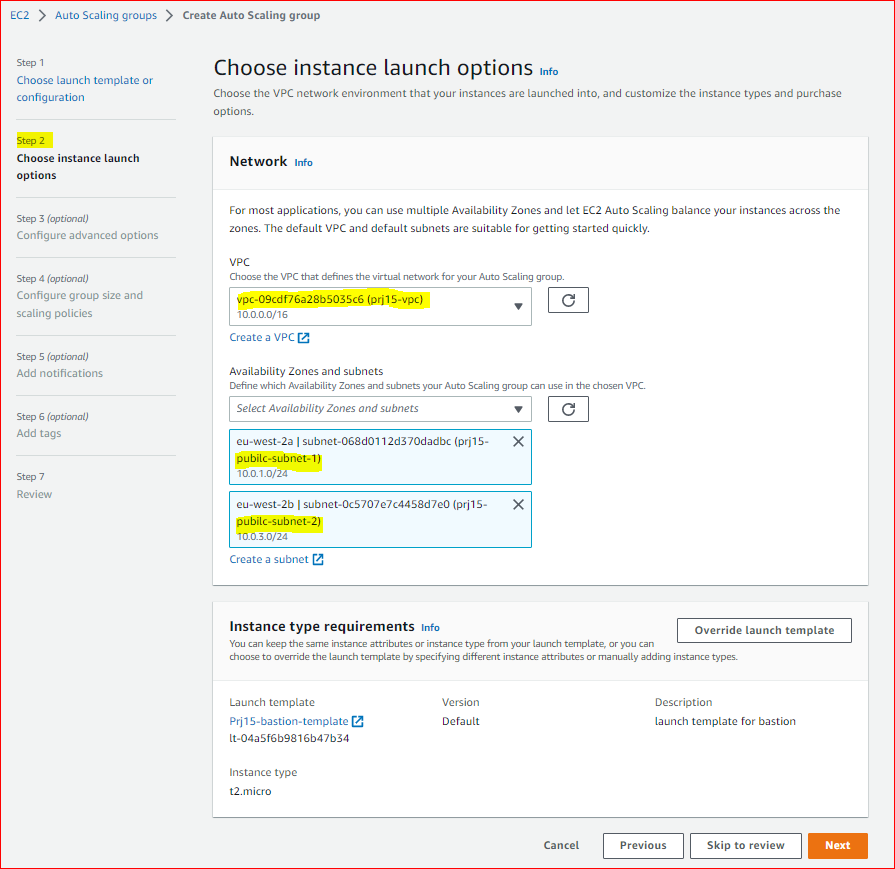 EC2 > Auto Scaling groups > Create Auto Scaling group
Step 1
Choose launch template or
configuration
Step 2
Choose instance launch
options
Step 3 (optional)
Configure advanced options
Step 4 (optional)
Configure group size and
scaling policies
Step 5 (optional)
Add notifications
Step 6 (optional)
Add tags
Step 7
Review
Choose instance launch options Info
Choose the VPC network environment that your instances are launched into, and customize the instance types and purchase
options.
Network Info
For most applications, you can use multiple Availability Zones and let EC2 Auto Scaling balance your instances across the
zones. The default VPC and default subnets are suitable for getting started quickly.
VPC
Choose the VPC that defines the virtual network for your Auto Scaling group.
vpc-09cdf76a28b5035c6 (prj15-vpc)
10.0.0.0/16
Create a VPC
Availability Zones and subnets
Define which Availability Zones and subnets your Auto Scaling group can use in the chosen VPC.
Select Availability Zones and subnets
eu-west-2a | subnet-068d0112d370dadbc (prj15-
pubilc-subnet-1)
10.0.1.0/24
eu-west-2b | subnet-0c5707e7c4458d7e0 (prj15-
pubilc-subnet-2)
10.0.3.0/24
Create a subnet
Instance type requirements Info
Override launch template
You can keep the same instance attributes or instance type from your launch template, or you can
choose to override the launch template by specifying different instance attributes or manually adding instance types.
Launch template
Prj15-bastion-template
lt-04a5f6b9816b47b34
Version
Default
Description
launch template for bastion
Instance type
t2.micro
Cancel
Previous
Skip to review
Next